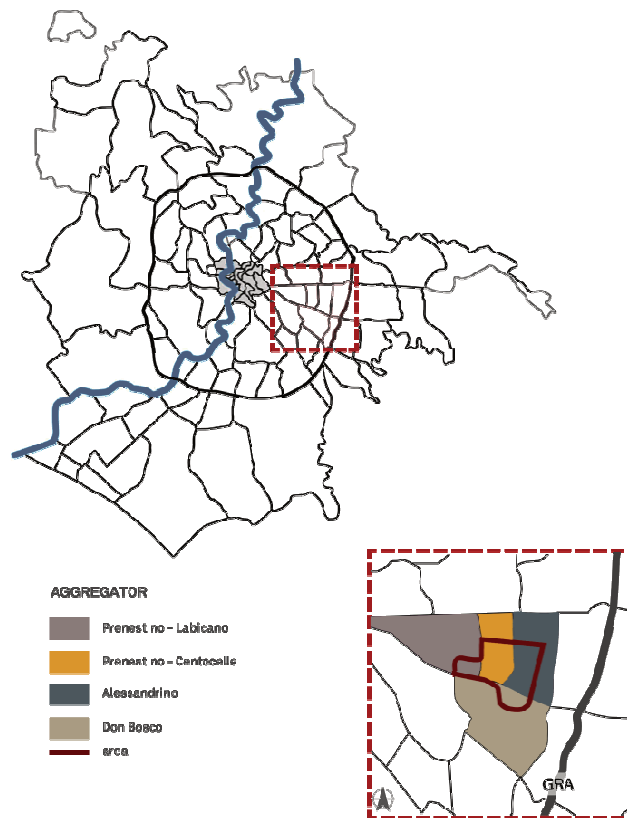 AGGREGATOR
Prenest no - Labicano
Prenest no - Centocelle
Alessandrino
Don Bosco
area
GRA